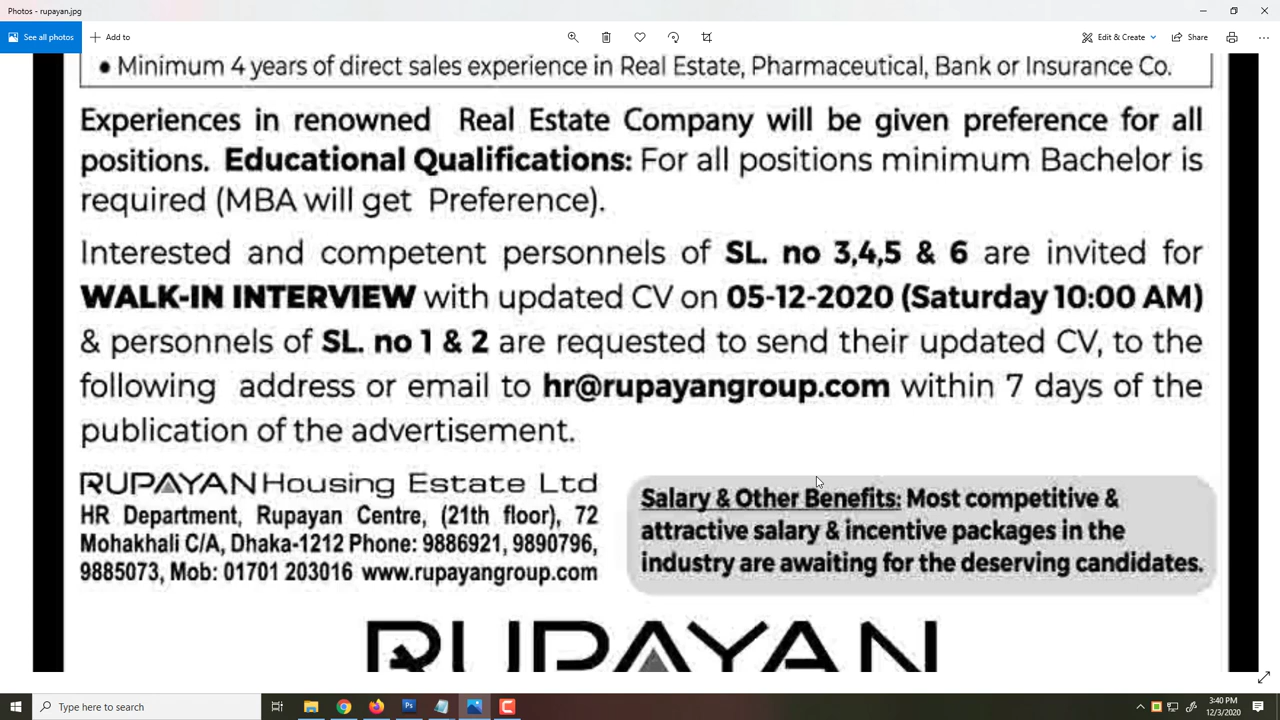 Photos - rupayan.jpg
See all photos
Add to
Edit & Create
Share
● Minimum 4 years of direct sales experience in Real Estate, Pharmaceutical, Bank or Insurance Co.
Experiences in renowned Real Estate Company will be given preference for all
positions. Educational Qualifications: For all positions minimum Bachelor is
required (MBA will get Preference).
Interested and competent personnels of SL. no 3,4,5 & 6 are invited for
WALK-IN INTERVIEW with updated CV on 05-12-2020 (Saturday 10:00 AM)
& personnels of SL. no 1 & 2 are requested to send their updated CV, to the
following address or email to hr@rupayangroup.com within 7 days of the
publication of the advertisement.
RUPAYAN Housing Estate Ltd
HR Department, Rupayan Centre, (21th floor), 72
Mohakhali C/A, Dhaka-1212 Phone: 9886921, 9890796,
9885073, Mob: 01701 203016 www.rupayangroup.com
Salary & Other Benefits: Most competitive &
attractive salary & incentive packages in the
industry are awaiting for the deserving candidates.
RUPAYAN
Type here to search
3:40 PM
12/3/2020